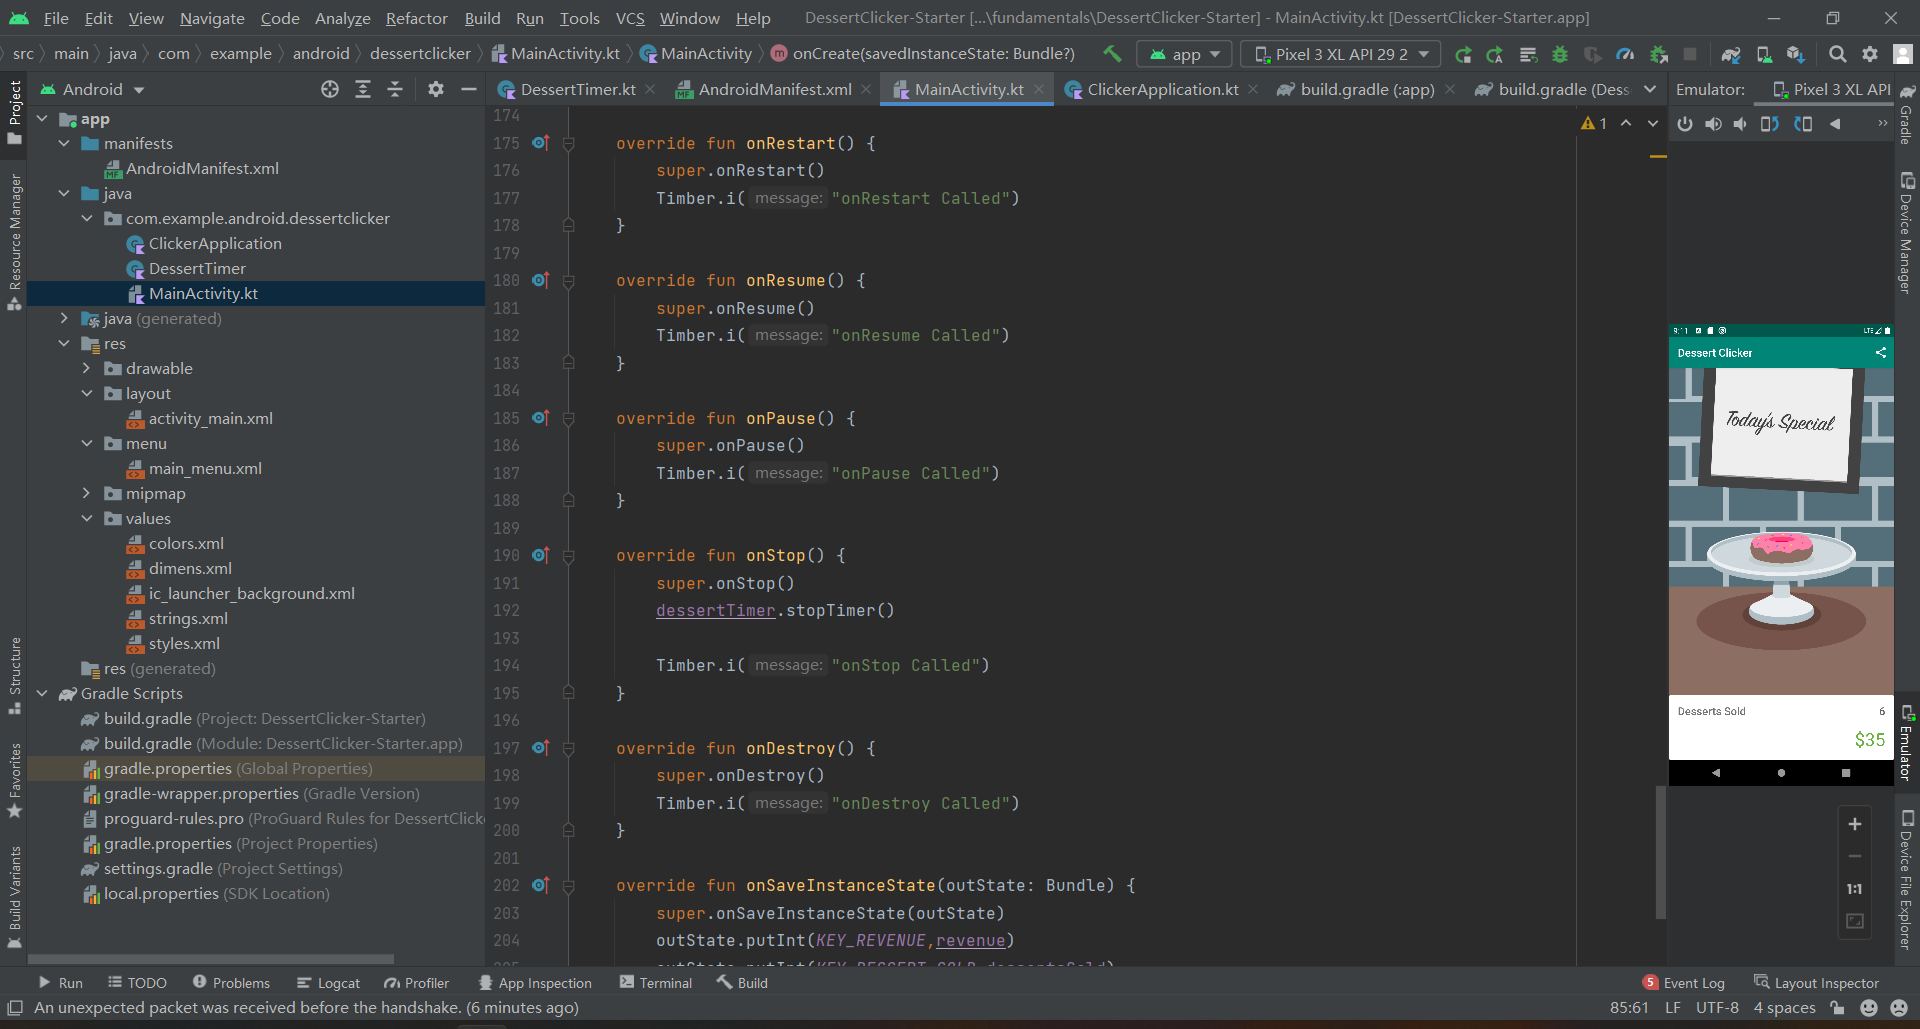 File Edit View Navigate Code Analyze Refactor Build Run Tools VCS Window Help DessertClicker-Starter [...\fundamentals\DessertClicker-Starter] - MainActivity.kt [DessertClicker-Starter.app]
src main java com example android dessertclicker MainActivity.kt MainActivity onCreate(savedInstanceState: Bundle?) app Pixel 3 XL API 29 2
Android DessertTimer.kt AndroidManifest.xml MainActivity.kt ClickerApplication.kt build.gradle (:app) build.gradle (Dess Emulator: Pixel 3 XL API
Project
Resource Manager
Structure
Favorites
Build Variants
app
manifests
AndroidManifest.xml
java
com.example.android.dessertclicker
ClickerApplication
DessertTimer
MainActivity.kt
java (generated)
res
drawable
layout
activity_main.xml
menu
main_menu.xml
mipmap
values
colors.xml
dimens.xml
ic_launcher_background.xml
strings.xml
styles.xml
res (generated)
Gradle Scripts
build.gradle (Project: DessertClicker-Starter)
build.gradle (Module: DessertClicker-Starter.app)
gradle.properties (Global Properties)
gradle-wrapper.properties (Gradle Version)
proguard-rules.pro (ProGuard Rules for DessertClicke
gradle.properties (Project Properties)
settings.gradle (Project Settings)
local.properties (SDK Location)
1
174
175 override fun onRestart() {
176 super.onRestart()
177 Timber.i( message: "onRestart Called")
178 }
179
180 override fun onResume() {
181 super.onResume()
182 Timber.i( message: "onResume Called")
183 }
184
185 override fun onPause() {
186 super.onPause()
187 Timber.i( message: "onPause Called")
188 }
189
190 override fun onStop() {
191 super.onStop()
192 dessertTimer.stopTimer()
193
194 Timber.i( message: "onStop Called")
195 }
196
197 override fun onDestroy() {
198 super.onDestroy()
199 Timber.i( message: "onDestroy Called")
200 }
201
202 override fun onSaveInstanceState(outState: Bundle) {
203 super.onSaveInstanceState(outState)
204 outState.putInt(KEY_REVENUE,revenue)
9:11 LTE
Dessert Clicker
Today's Special
Desserts Sold 6
$35
1:1
Gradle
Device Manager
Emulator
Device File Explorer
Run TODO Problems Logcat Profiler App Inspection Terminal Build 5 Event Log Layout Inspector
An unexpected packet was received before the handshake. (6 minutes ago) 85:61 LF UTF-8 4 spaces